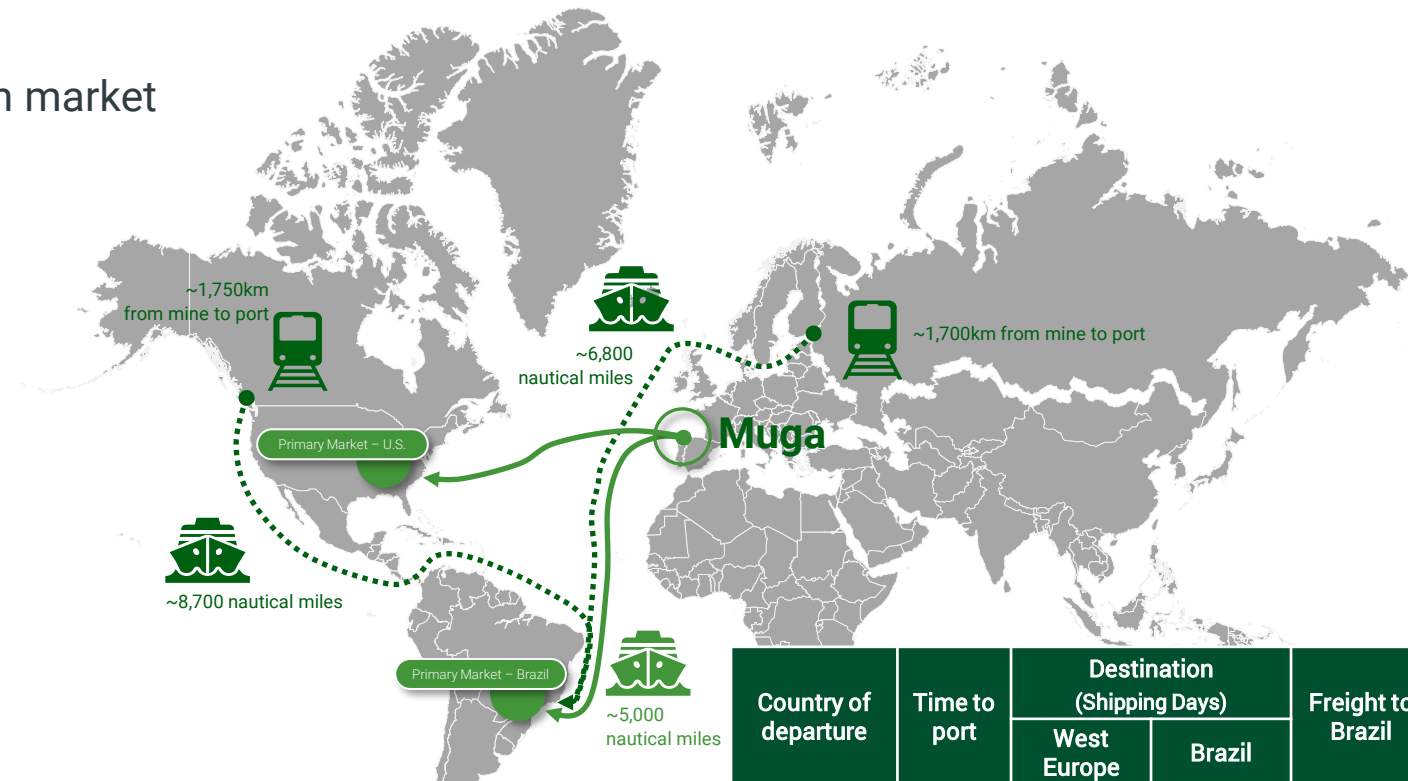 market
~1,750km
from mine to port
~6,800
nautical miles
~1,700km from mine to port
Muga
Primary Market – U.S.
~8,700 nautical miles
Primary Market – Brazil
~5,000
nautical miles
Country of
departure
Time to
port
Destination
(Shipping Days)
West
Europe
Brazil
Freight to
Brazil